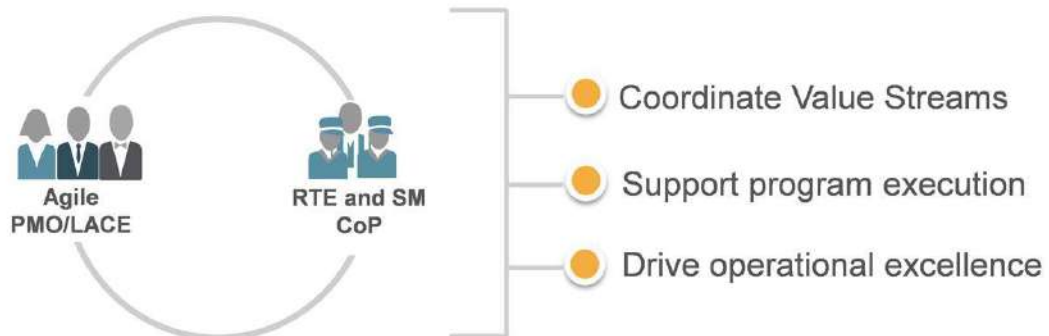 Agile
PMO/LACE
RTE and SM
CoP
Coordinate Value Streams
Support program execution
Drive operational excellence